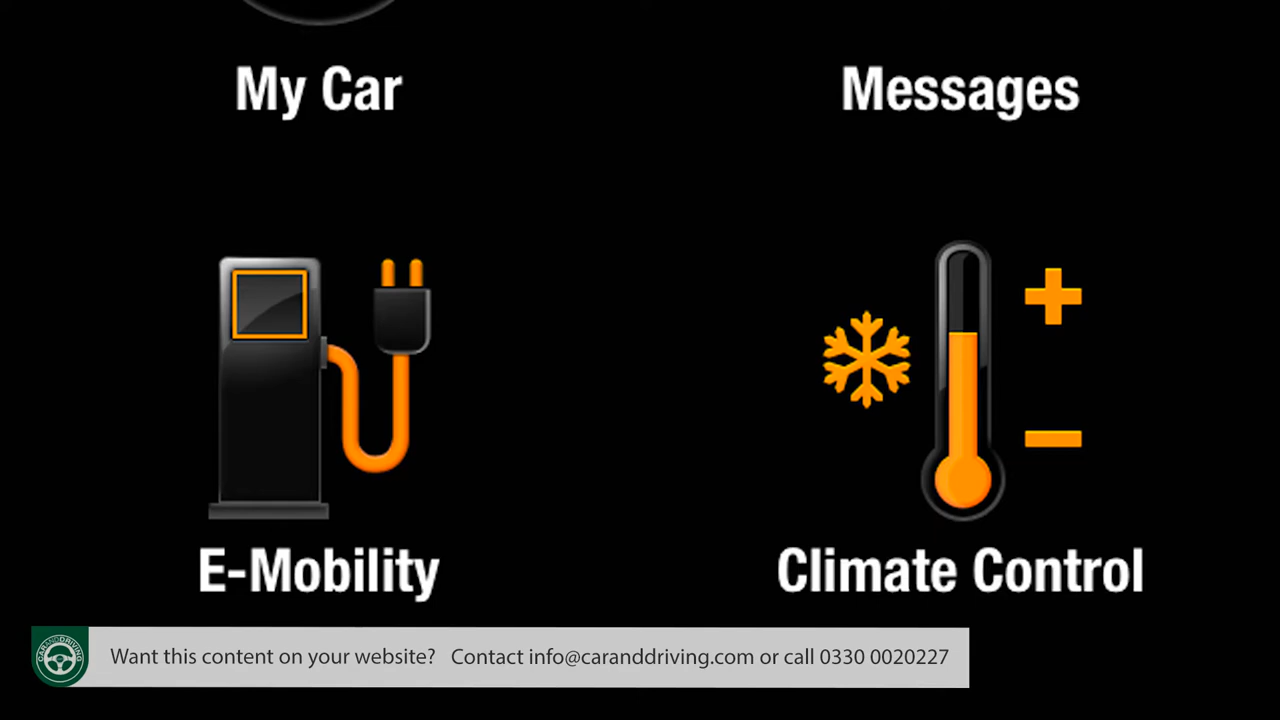 My Car
Messages
E-Mobility
Climate Control
CARANDDRIVING
Want this content on your website? Contact info@caranddriving.com or call 0330 0020227